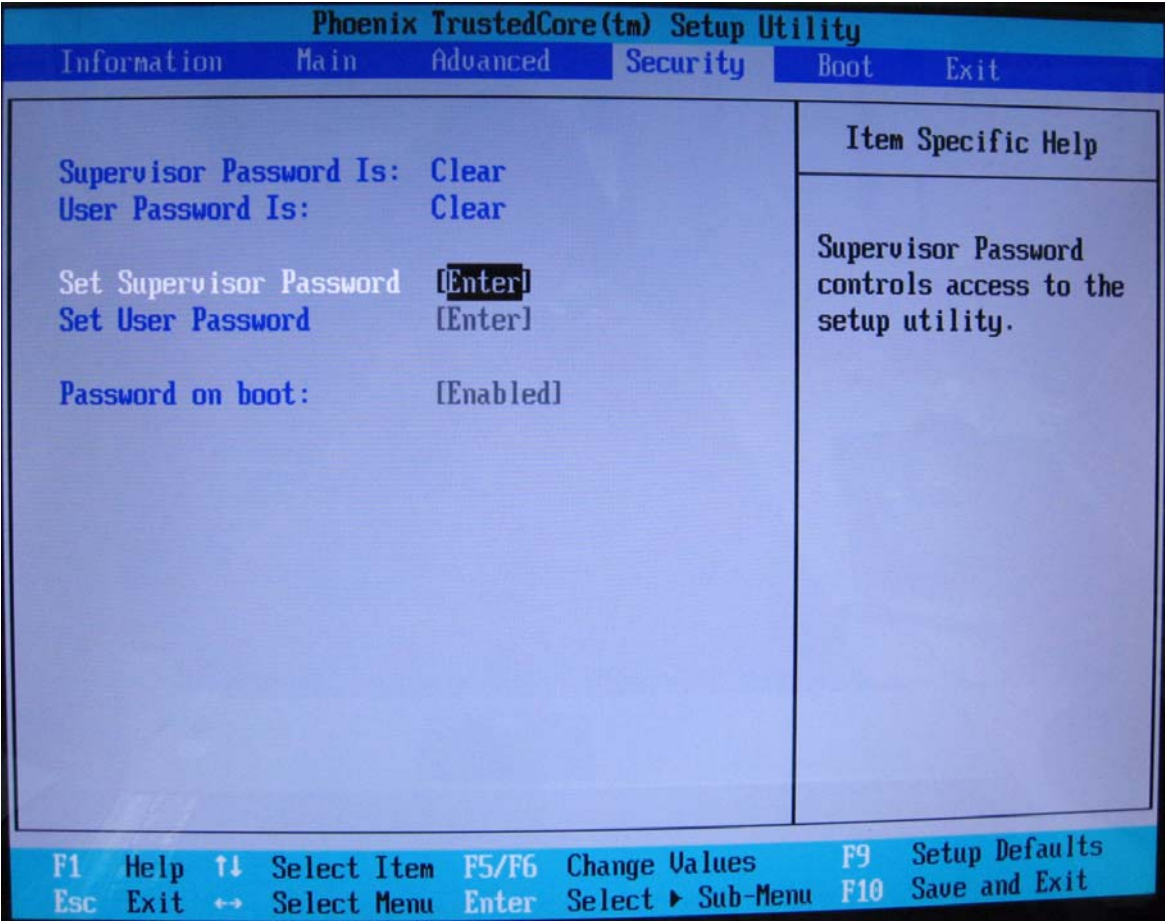 Phoenix TrustedCore(tm) Setup Utility
Information Main Advanced Security Boot Exit
Item Specific Help
Supervisor Password Is: Clear
User Password Is: Clear
Set Supervisor Password [Enter]
Set User Password [Enter]
Password on boot: [Enabled]
Supervisor Password
controls access to the
setup utility.
F1 Help ↑↓ Select Item F5/F6 Change Values F9 Setup Defaults
Esc Exit ↔ Select Menu Enter Select ▶ Sub-Menu F10 Save and Exit